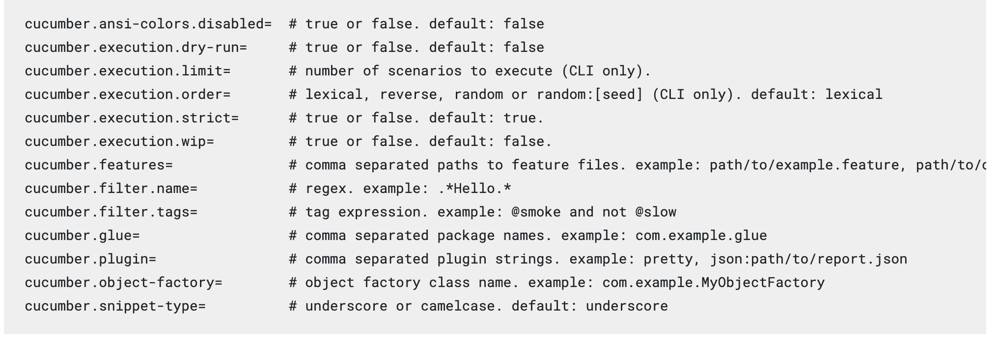 cucumber.ansi-colors.disabled=  # true or false. default: false
cucumber.execution.dry-run=     # true or false. default: false
cucumber.execution.limit=       # number of scenarios to execute (CLI only).
cucumber.execution.order=       # lexical, reverse, random or random:[seed] (CLI only). default: lexical
cucumber.execution.strict=      # true or false. default: true.
cucumber.execution.wip=         # true or false. default: false.
cucumber.features=              # comma separated paths to feature files. example: path/to/example.feature, path/to/
cucumber.filter.name=           # regex. example: .*Hello.*
cucumber.filter.tags=           # tag expression. example: @smoke and not @slow
cucumber.glue=                  # comma separated package names. example: com.example.glue
cucumber.plugin=                # comma separated plugin strings. example: pretty, json:path/to/report.json
cucumber.object-factory=        # object factory class name. example: com.example.MyObjectFactory
cucumber.snippet-type=          # underscore or camelcase. default: underscore